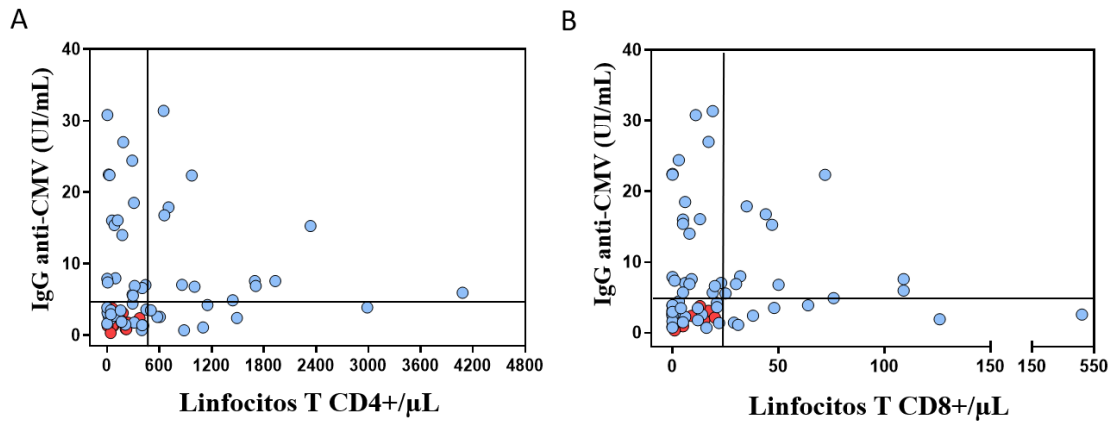 A
IgG anti-CMV (UI/mL)
40
30
20
10
0
0 600 1200 1800 2400 3000 3600 4200 4800
Linfocitos T CD4+/µL
B
IgG anti-CMV (UI/mL)
40
30
20
10
0
0 50 100 150 150 550
Linfocitos T CD8+/µL